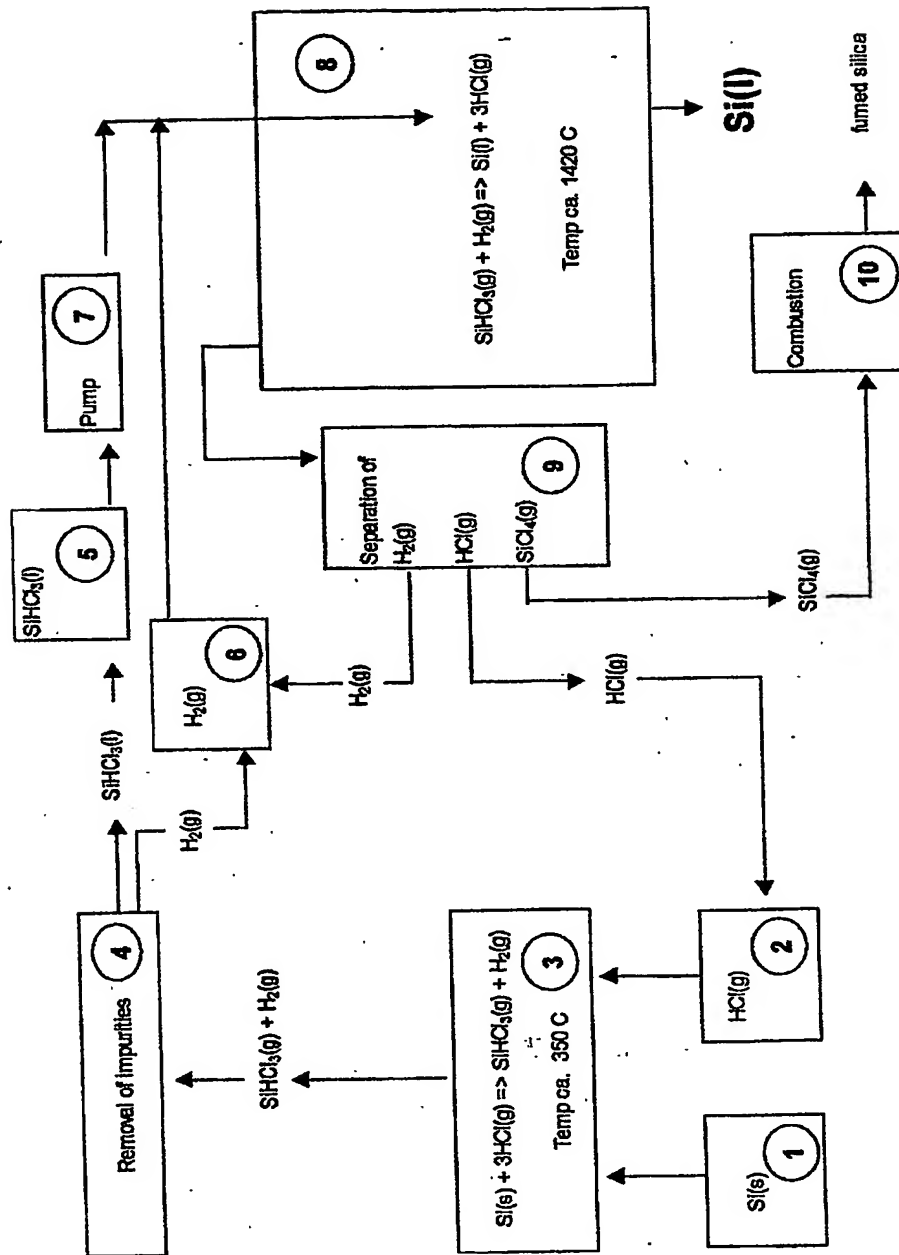 Si(s)
1
HCl(g)
2
Si(s) + 3HCl(g) => SiHCl₃(g) + H₂(g)
Temp ca. 350 C
3
SiHCl₃(g) + H₂(g)
Removal of impurities
4
SiHCl₃(l)
H₂(g)
SiHCl₃(l)
5
H₂(g)
6
Pump
7
SiHCl₃(g) + H₂(g) => Si(l) + 3HCl(g)
Temp ca. 1420 C
8
Si(l)
Separation of
H₂(g)
HCl(g)
SiCl₄(g)
9
H₂(g)
HCl(g)
SiCl₄(g)
Combustion
10
fumed silica